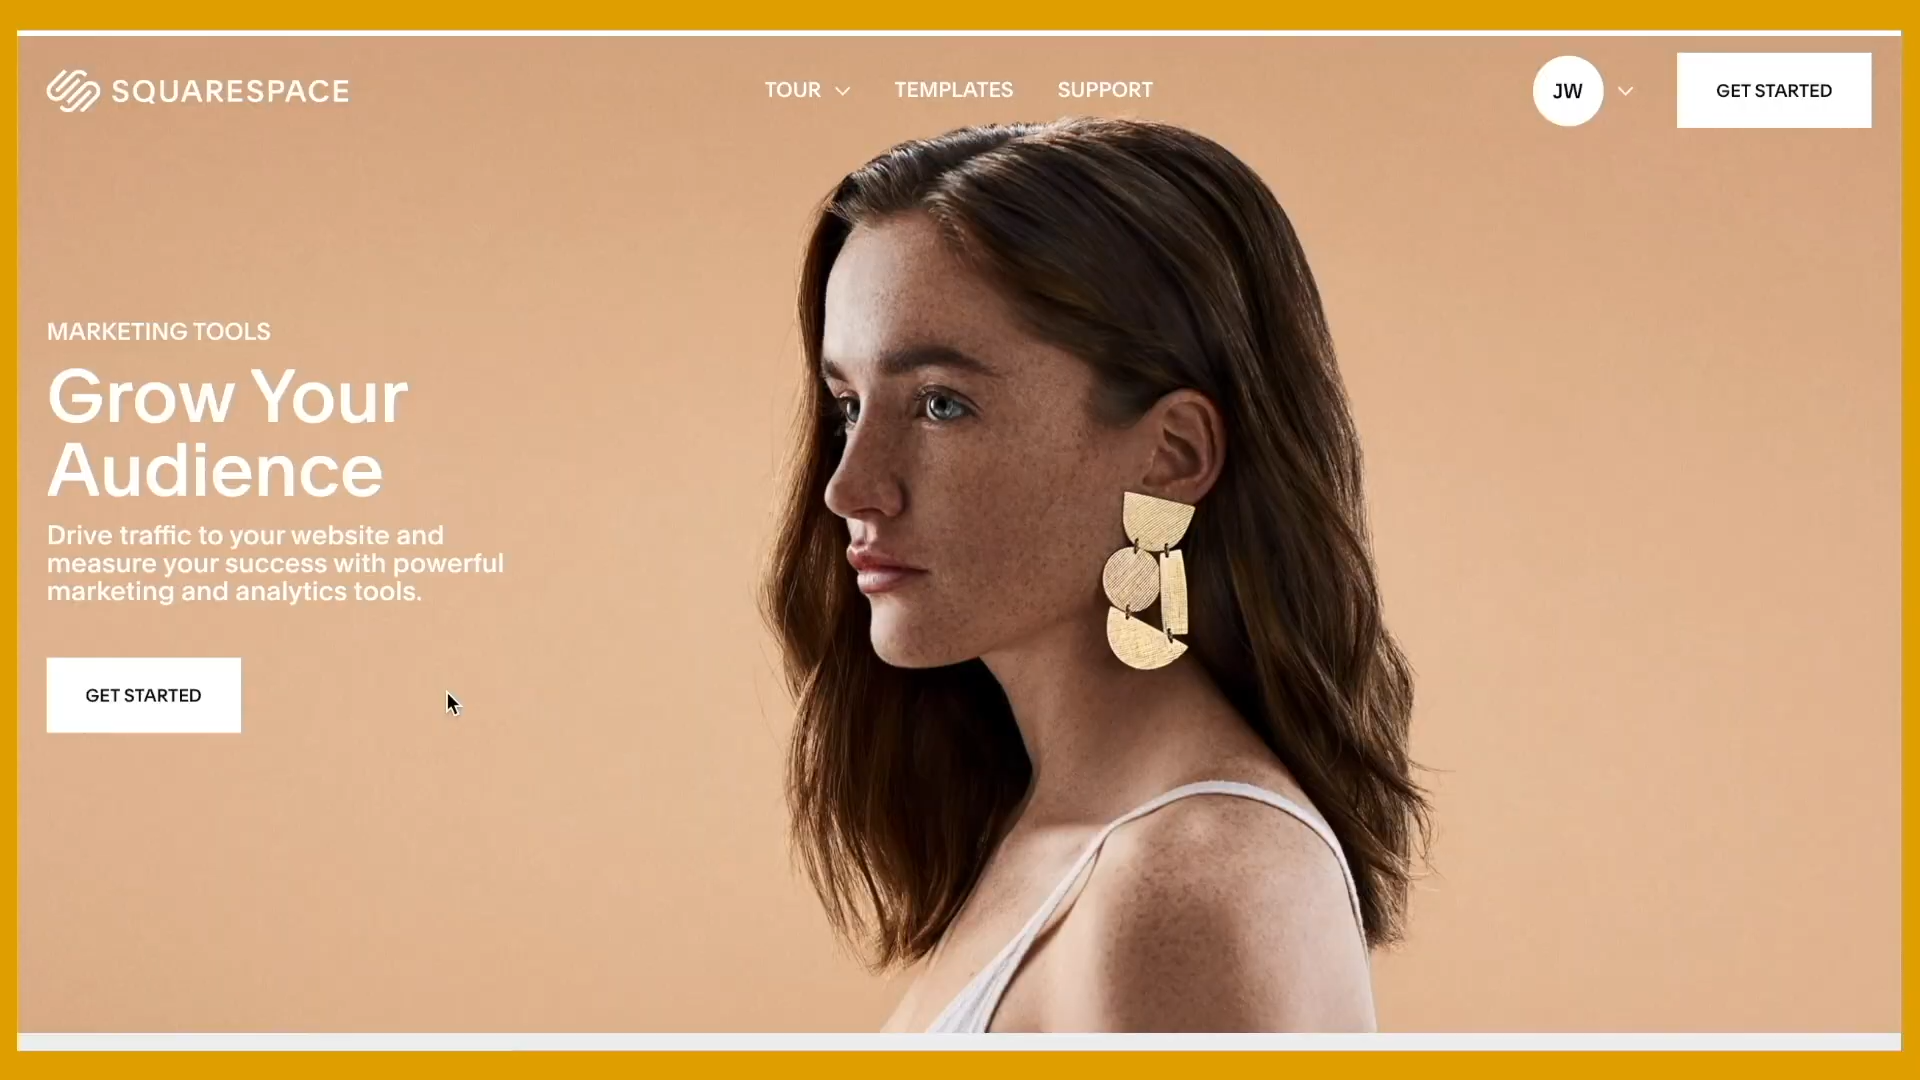 SQUARESPACE
TOUR
TEMPLATES
SUPPORT
JW
GET STARTED
MARKETING TOOLS
Grow Your
Audience
Drive traffic to your website and
measure your success with powerful
marketing and analytics tools.
GET STARTED